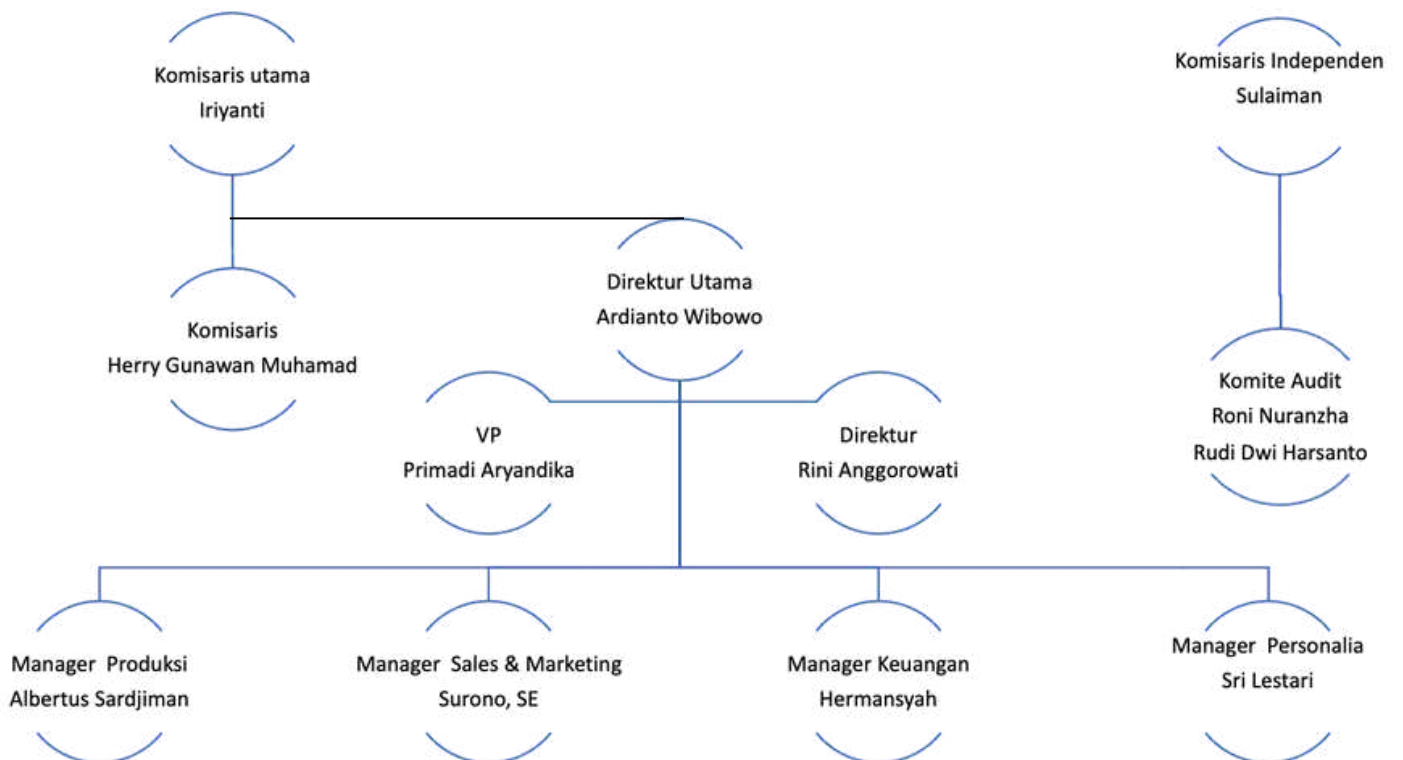 Komisaris utama
Iriyanti
Komisaris Independen
Sulaiman
Direktur Utama
Ardianto Wibowo
Komisaris
Herry Gunawan Muhamad
Komite Audit
Roni Nuranzha
Rudi Dwi Harsanto
VP
Primadi Aryandika
Direktur
Rini Anggorowati
Manager  Produksi
Albertus Sardjiman
Manager  Sales & Marketing
Surono, SE
Manager Keuangan
Hermansyah
Manager  Personalia
Sri Lestari